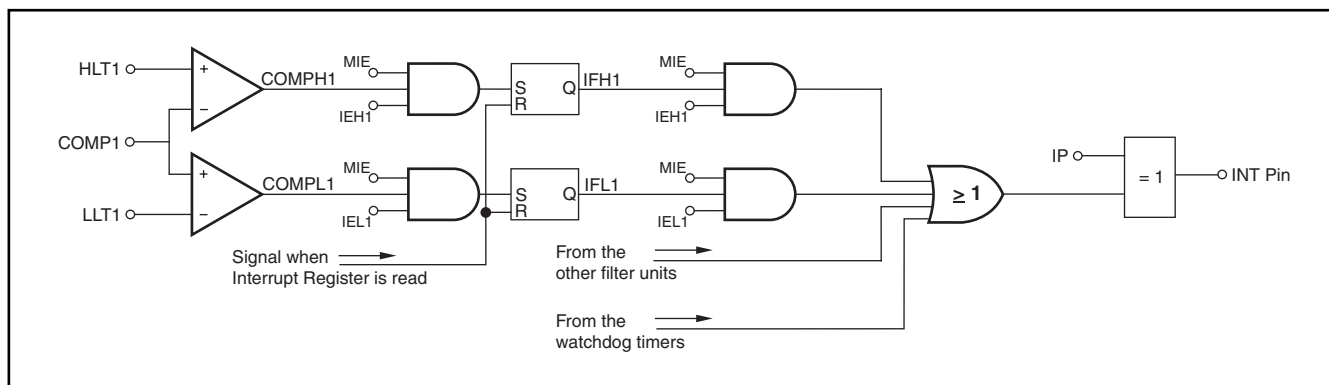 HLT1
+
−
COMPH1
MIE
IEH1
S
R
Q
IFH1
MIE
IEH1
COMP1
+
−
COMPL1
LLT1
MIE
IEL1
S
R
Q
IFL1
MIE
IEL1
≥ 1
IP
= 1
INT Pin
Signal when
Interrupt Register is read
From the
other filter units
From the
watchdog timers